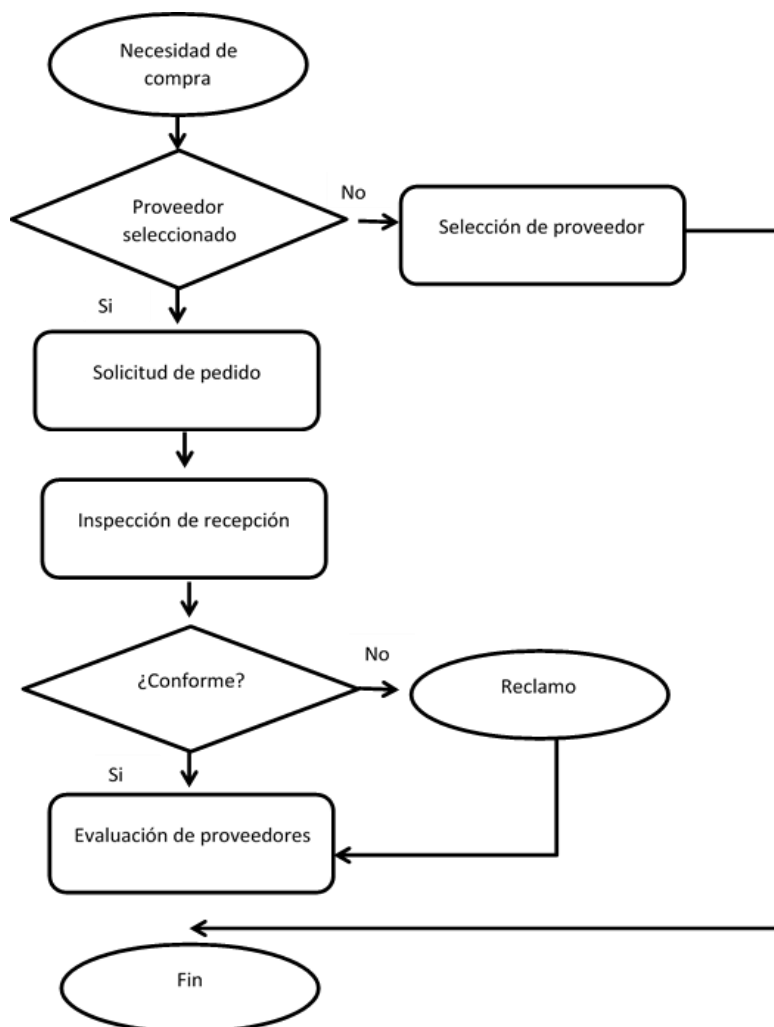 Necesidad de
compra
No
Proveedor
seleccionado
Selección de proveedor
Si
Solicitud de pedido
Inspección de recepción
No
¿Conforme?
Reclamo
Si
Evaluación de proveedores
Fin